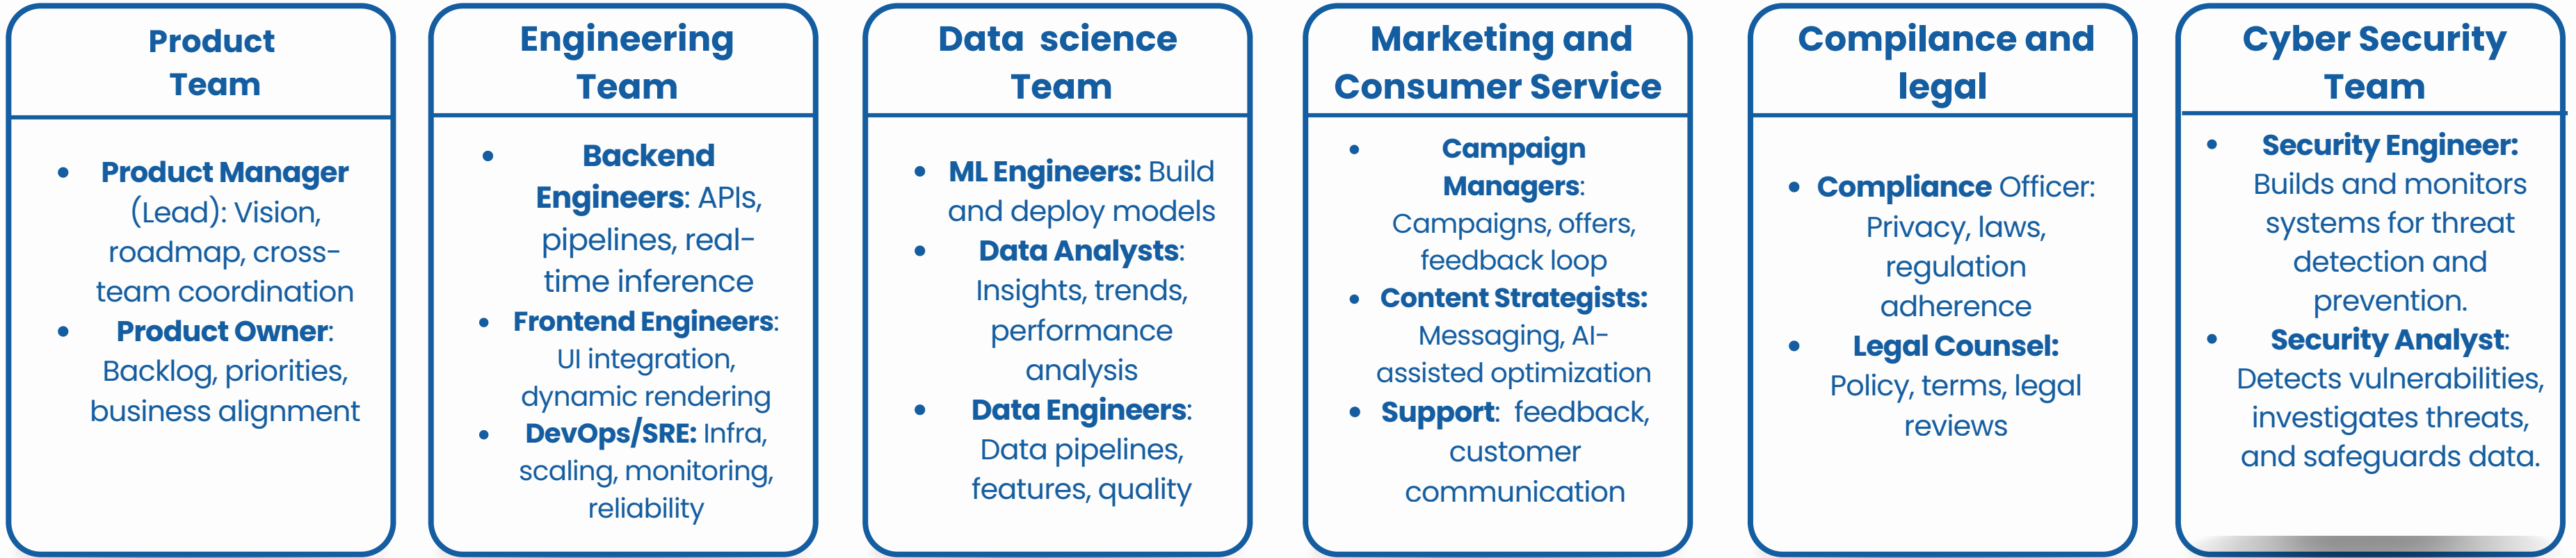 Product
Team
• Product Manager
(Lead): Vision,
roadmap, cross-
team coordination
• Product Owner:
Backlog, priorities,
business alignment
Engineering
Team
• Backend
Engineers: APIs,
pipelines, real-
time inference
• Frontend Engineers:
UI integration,
dynamic rendering
• DevOps/SRE: Infra,
scaling, monitoring,
reliability
Data science
Team
• ML Engineers: Build
and deploy models
• Data Analysts:
Insights, trends,
performance
analysis
• Data Engineers:
Data pipelines,
features, quality
Marketing and
Consumer Service
• Campaign
Managers:
Campaigns, offers,
feedback loop
• Content Strategists:
Messaging, AI-
assisted optimization
• Support: feedback,
customer
communication
Compilance and
legal
• Compliance Officer:
Privacy, laws,
regulation
adherence
• Legal Counsel:
Policy, terms, legal
reviews
Cyber Security
Team
• Security Engineer:
Builds and monitors
systems for threat
detection and
prevention.
• Security Analyst:
Detects vulnerabilities,
investigates threats,
and safeguards data.